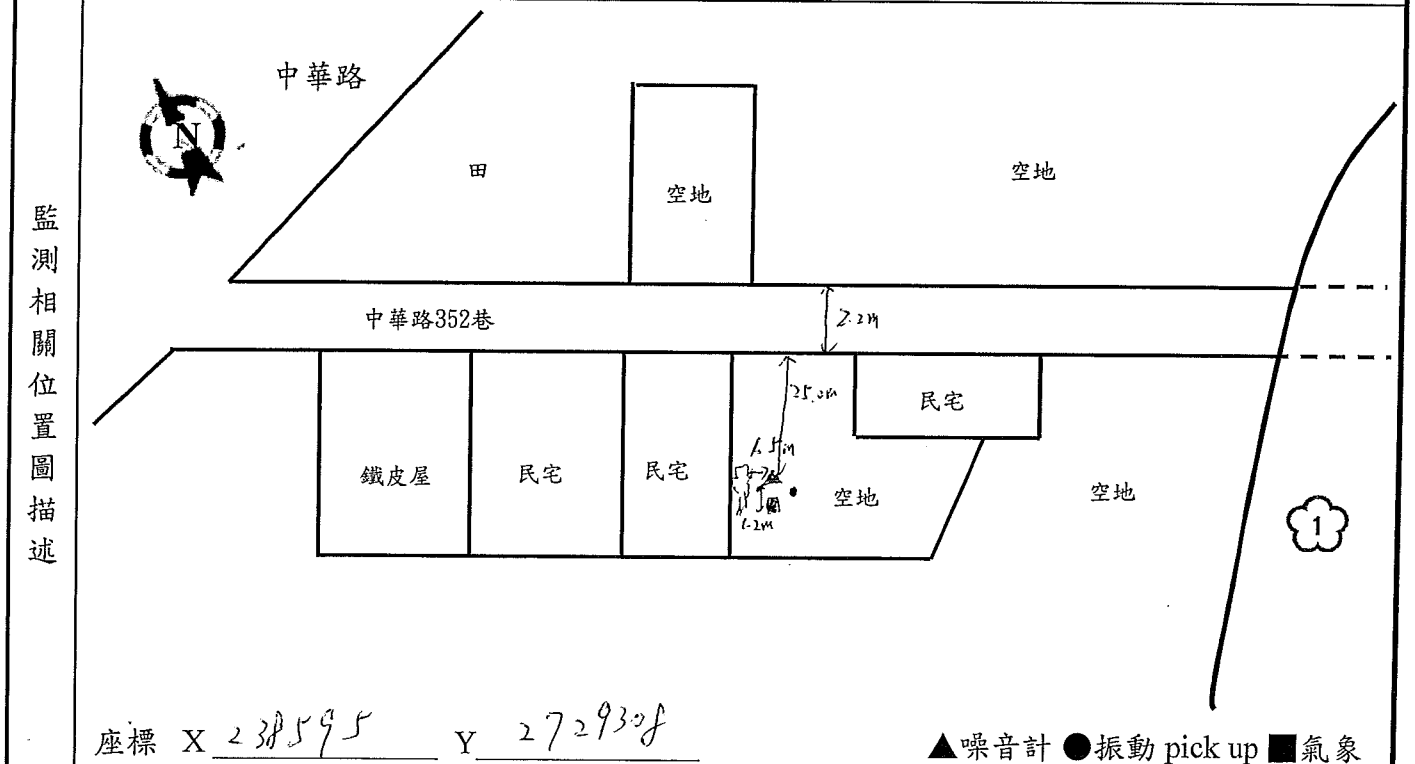 監測相關位置圖描述
中華路
N
田
空地
空地
中華路352巷
7.2m
25.0m
民宅
鐵皮屋
民宅
民宅
1.5m
空地
空地
1.2m
1
座標 X 238595 Y 2729308
▲噪音計 ●振動 pick up ■氣象